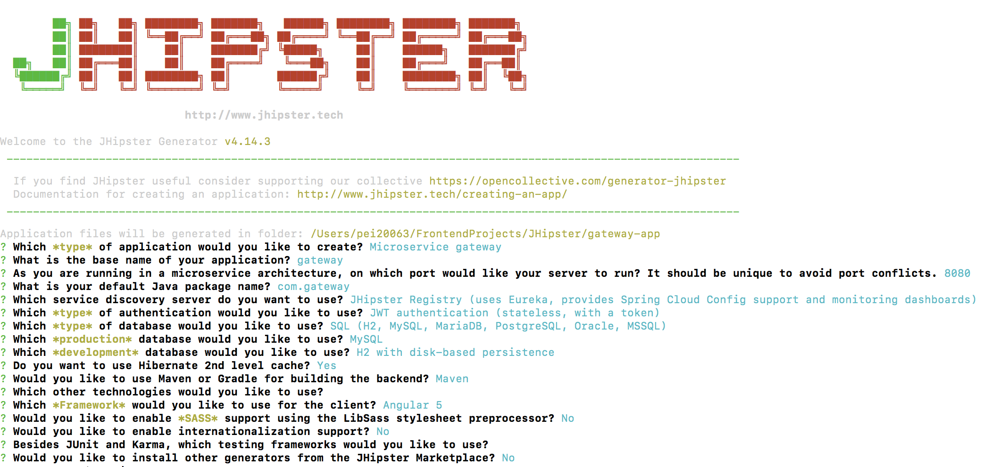 JHIPSTER
http://www.jhipster.tech
Welcome to the JHipster Generator v4.14.3
If you find JHipster useful consider supporting our collective https://opencollective.com/generator-jhipster
Documentation for creating an application: http://www.jhipster.tech/creating-an-app/
Application files will be generated in folder: /Users/pei20063/FrontendProjects/JHipster/gateway-app
? Which *type* of application would you like to create? Microservice gateway
? What is the base name of your application? gateway
? As you are running in a microservice architecture, on which port would like your server to run? It should be unique to avoid port conflicts. 8080
? What is your default Java package name? com.gateway
? Which service discovery server do you want to use? JHipster Registry (uses Eureka, provides Spring Cloud Config support and monitoring dashboards)
? Which *type* of authentication would you like to use? JWT authentication (stateless, with a token)
? Which *type* of database would you like to use? SQL (H2, MySQL, MariaDB, PostgreSQL, Oracle, MSSQL)
? Which *production* database would you like to use? MySQL
? Which *development* database would you like to use? H2 with disk-based persistence
? Do you want to use Hibernate 2nd level cache? Yes
? Would you like to use Maven or Gradle for building the backend? Maven
? Which other technologies would you like to use?
? Which *Framework* would you like to use for the client? Angular 5
? Would you like to enable *SASS* support using the LibSass stylesheet preprocessor? No
? Would you like to enable internationalization support? No
? Besides JUnit and Karma, which testing frameworks would you like to use?
? Would you like to install other generators from the JHipster Marketplace? No